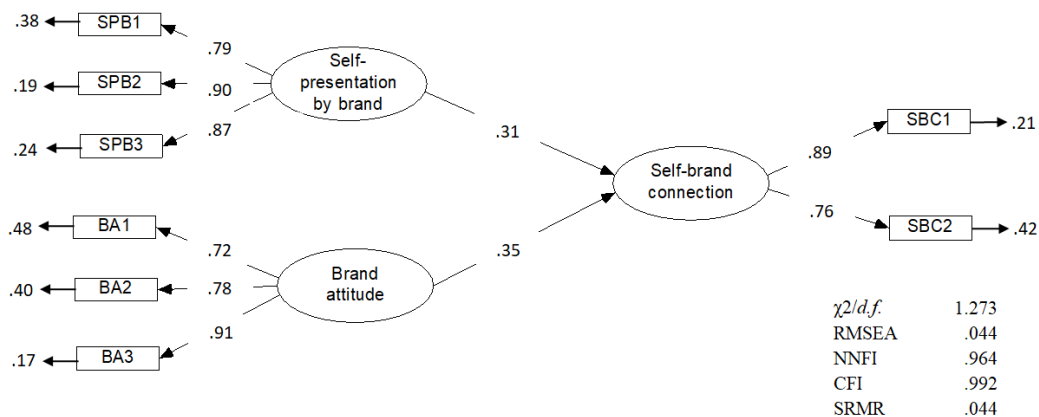 .38 SPB1
.79
Self-
presentation
by brand
.19 SPB2
.90
.24 SPB3
.87
.31
SBC1 .21
.89
Self-brand
connection
.76
SBC2 .42
.48 BA1
.72
.35
Brand
attitude
.40 BA2
.78
.17 BA3
.91
χ2/d.f. 1.273
RMSEA .044
NNFI .964
CFI .992
SRMR .044